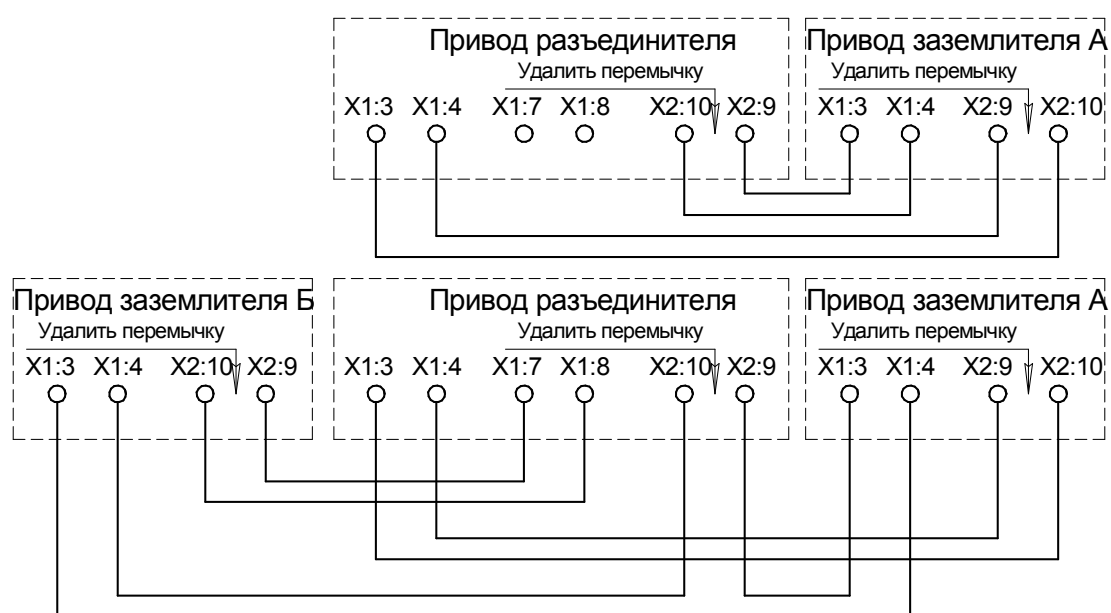 Привод разъединителя Привод заземлителя А
Удалить перемычку Удалить перемычку
X1:3 X1:4 X1:7 X1:8 X2:10 X2:9 X1:3 X1:4 X2:9 X2:10
Привод заземлителя Б Привод разъединителя Привод заземлителя А
Удалить перемычку Удалить перемычку Удалить перемычку
X1:3 X1:4 X2:10 X2:9 X1:3 X1:4 X1:7 X1:8 X2:10 X2:9 X1:3 X1:4 X2:9 X2:10